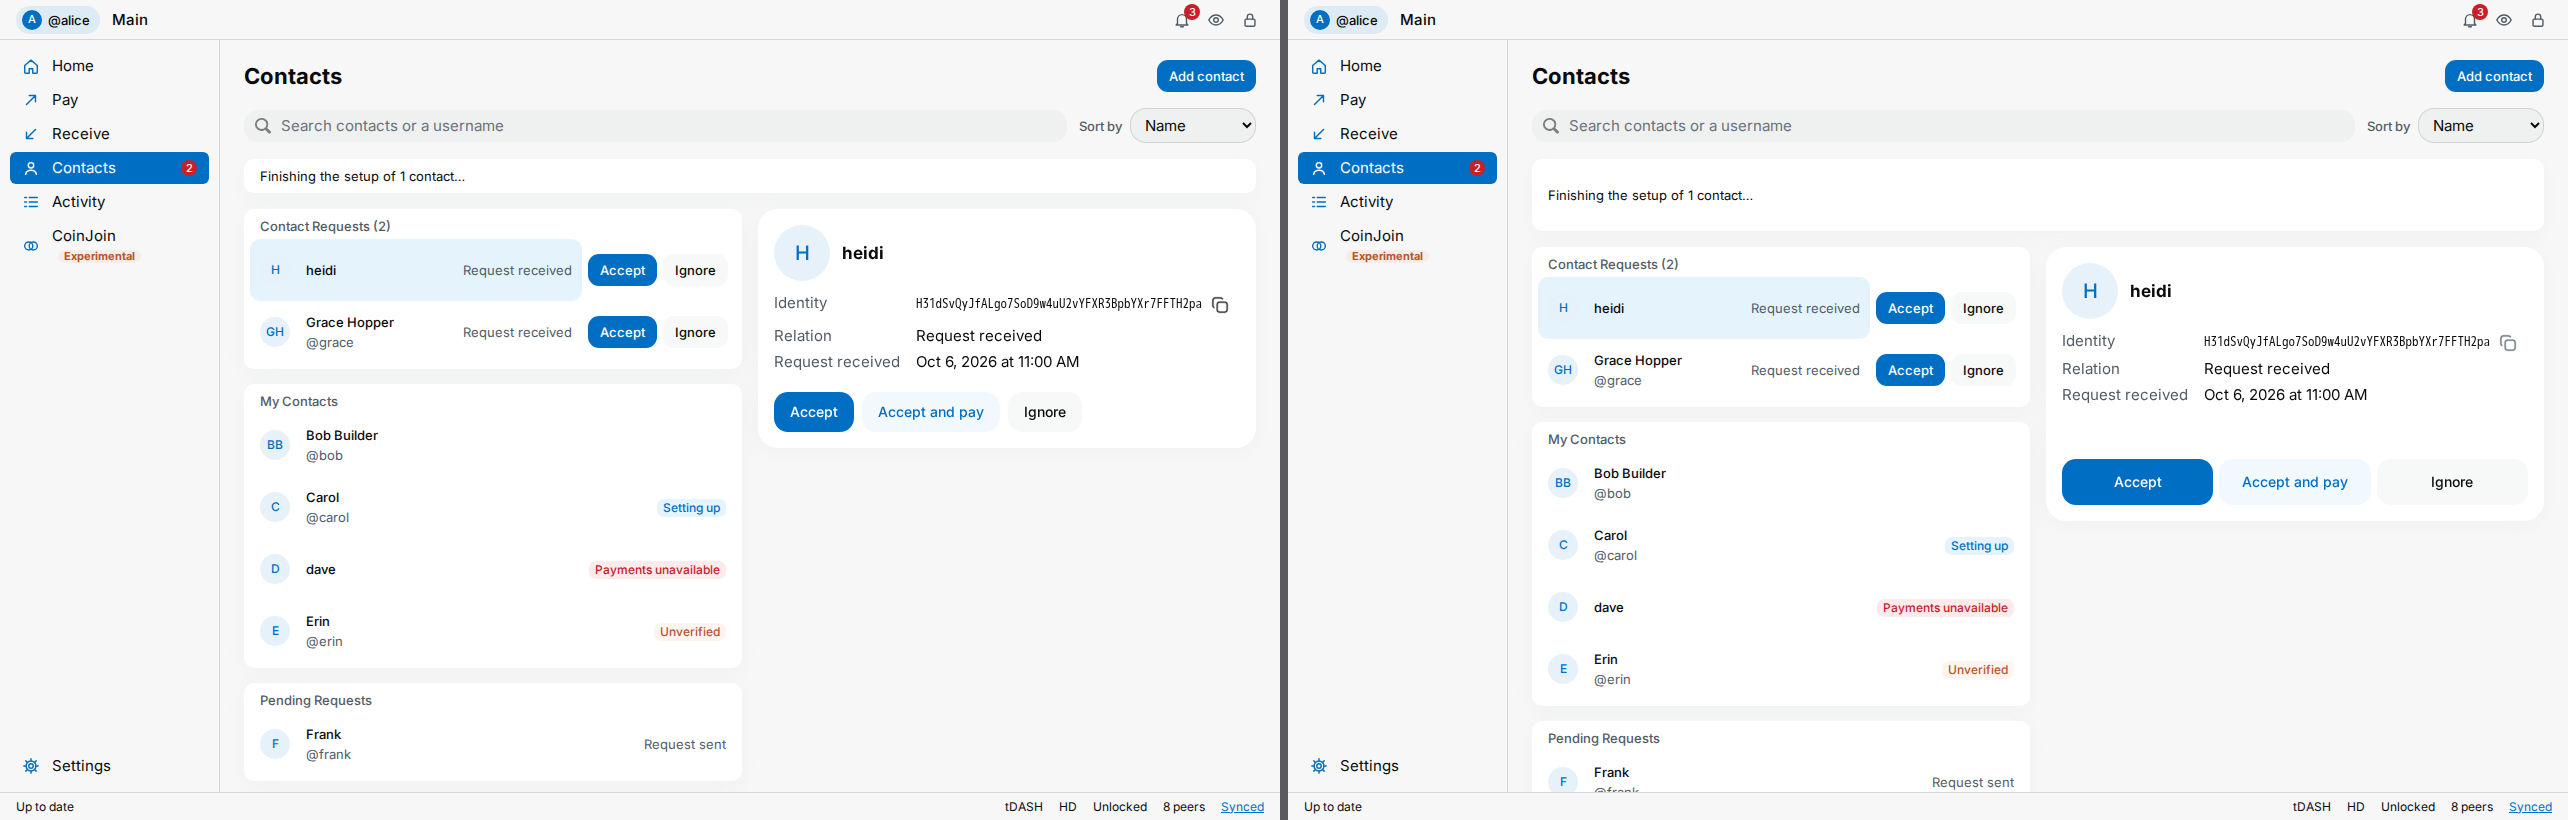 A @alice Main 3
Home
Pay
Receive
Contacts 2
Activity
CoinJoin
Experimental
Settings
Contacts
Add contact
Search contacts or a username
Sort by Name
Finishing the setup of 1 contact...
Contact Requests (2)
H heidi Request received Accept Ignore
GH Grace Hopper
@grace
Request received Accept Ignore
My Contacts
BB Bob Builder
@bob
C Carol
@carol
Setting up
D dave Payments unavailable
E Erin
@erin
Unverified
Pending Requests
F Frank
@frank
Request sent
H heidi
Identity H31dSvQyJfALgo7SoD9w4uU2vYFXR3BpbYXr7FFTH2pa
Relation Request received
Request received Oct 6, 2026 at 11:00 AM
Accept Accept and pay Ignore
Up to date tDASH HD Unlocked 8 peers Synced
A @alice Main 3
Home
Pay
Receive
Contacts 2
Activity
CoinJoin
Experimental
Settings
Contacts
Add contact
Search contacts or a username
Sort by Name
Finishing the setup of 1 contact...
Contact Requests (2)
H heidi Request received Accept Ignore
GH Grace Hopper
@grace
Request received Accept Ignore
My Contacts
BB Bob Builder
@bob
C Carol
@carol
Setting up
D dave Payments unavailable
E Erin
@erin
Unverified
Pending Requests
F Frank
@frank
Request sent
H heidi
Identity H31dSvQyJfALgo7SoD9w4uU2vYFXR3BpbYXr7FFTH2pa
Relation Request received
Request received Oct 6, 2026 at 11:00 AM
Accept Accept and pay Ignore
Up to date tDASH HD Unlocked 8 peers Synced